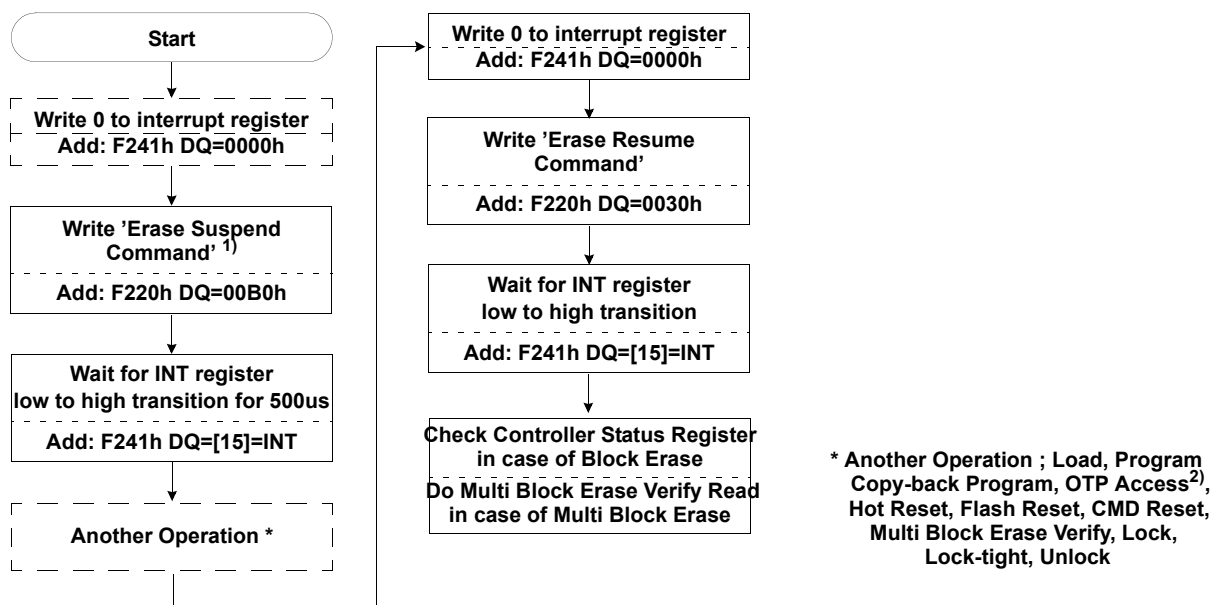 Start
Write 0 to interrupt register
Add: F241h DQ=0000h
Write ’Erase Suspend
Command’ 1)
Add: F220h DQ=00B0h
Wait for INT register
low to high transition for 500us
Add: F241h DQ=[15]=INT
Another Operation *
Write 0 to interrupt register
Add: F241h DQ=0000h
Write ’Erase Resume
Command’
Add: F220h DQ=0030h
Wait for INT register
low to high transition
Add: F241h DQ=[15]=INT
Check Controller Status Register
in case of Block Erase
Do Multi Block Erase Verify Read
in case of Multi Block Erase
* Another Operation ; Load, Program
Copy-back Program, OTP Access2),
Hot Reset, Flash Reset, CMD Reset,
Multi Block Erase Verify, Lock,
Lock-tight, Unlock